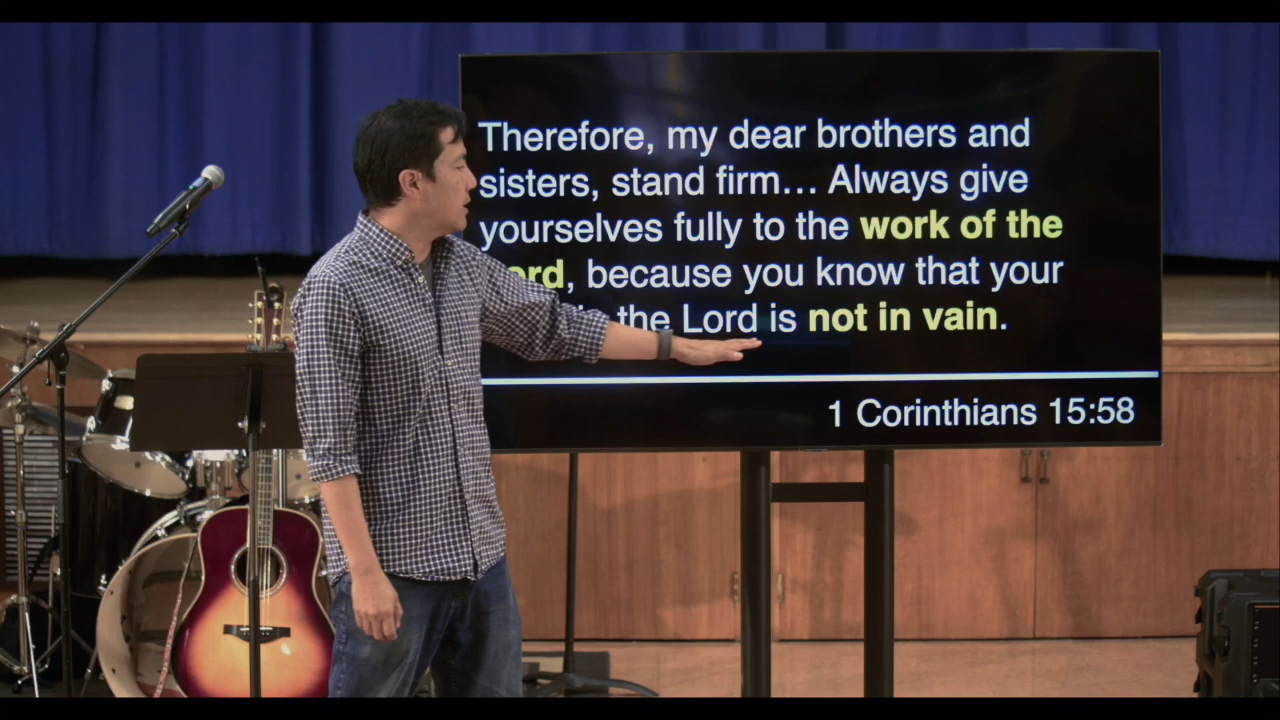 Therefore, my dear brothers and
sisters, stand firm... Always give
yourselves fully to the work of the
ord, because you know that your
the Lord is not in vain.
1 Corinthians 15:58